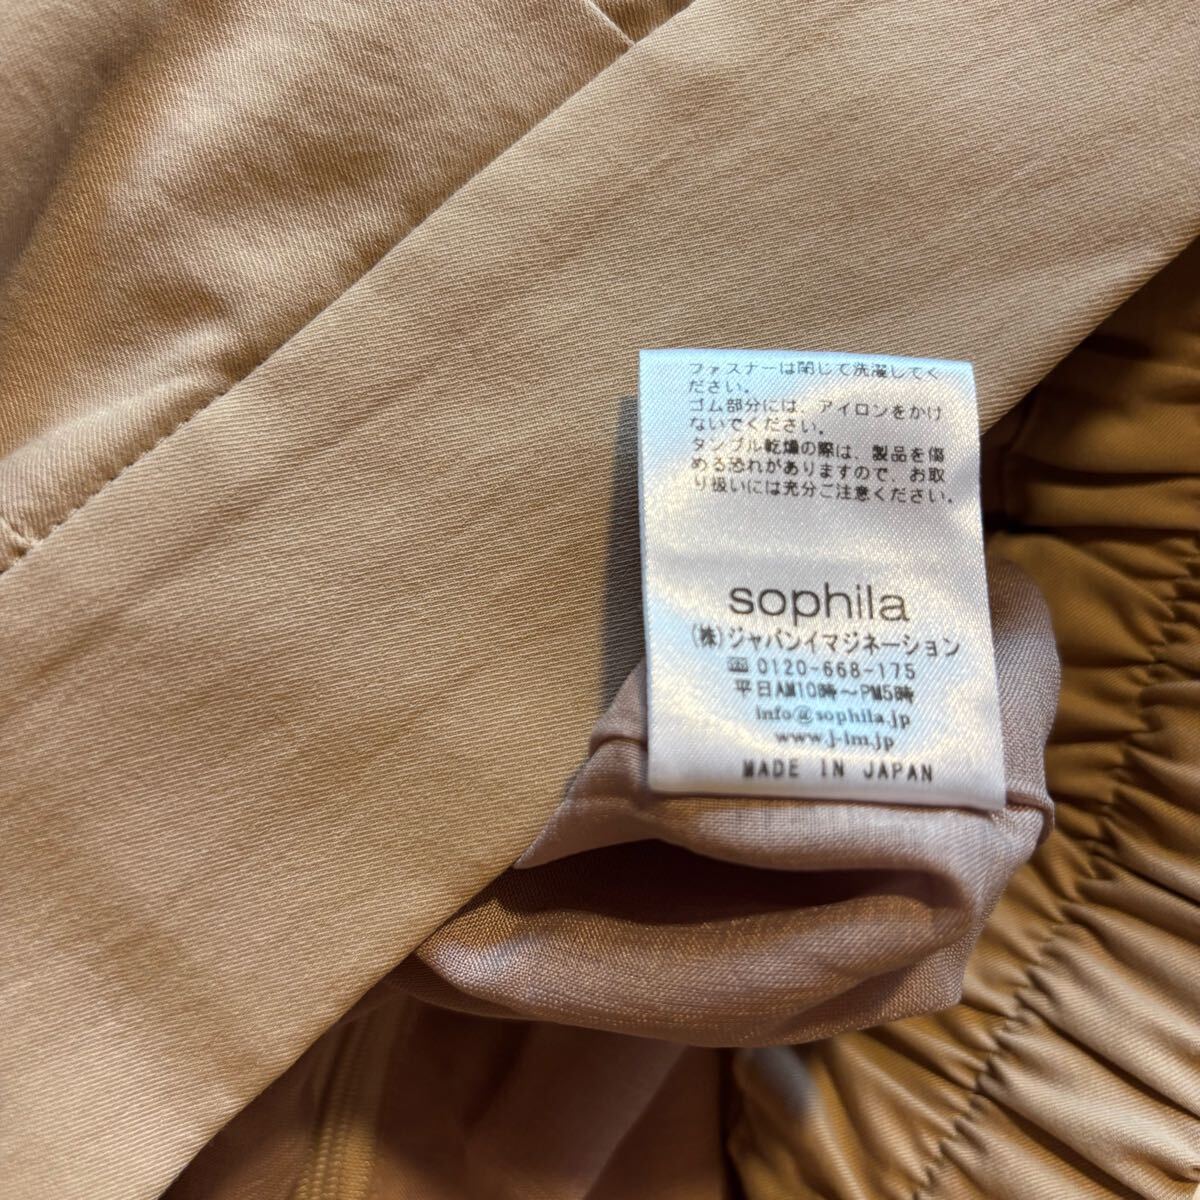 ファスナーは閉じて洗濯してく
ださい。
ゴム部分には、アイロンをかけ
ないでください。
タンブル乾燥の際は、製品を傷
める恐れがありますので、お取
り扱いには充分ご注意ください。
sophila
(株)ジャパンイマジネーション
0120-668-175
平日AM10時〜PM5時
info@sophila.jp
www.j-im.jp
MADE IN JAPAN